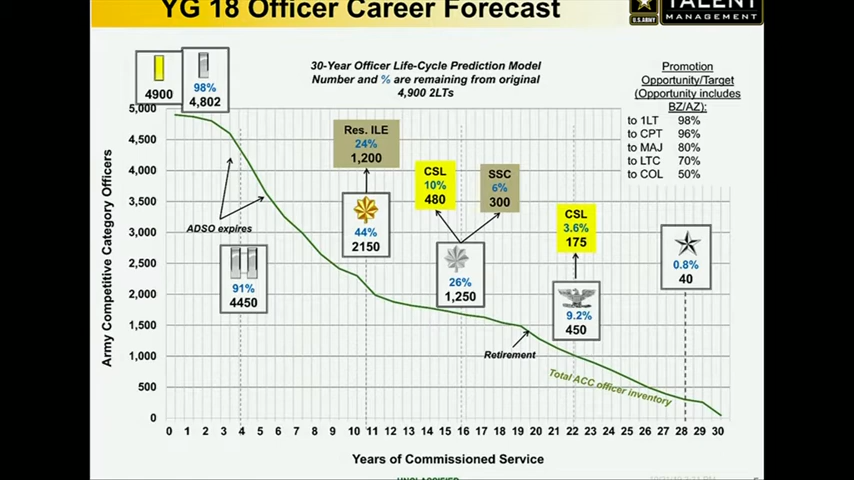 YG 18 Officer Career Forecast
U.S.ARMY
TALENT
MANAGEMENT
30-Year Officer Life-Cycle Prediction Model
Number and % are remaining from original
4,900 2LTs
Promotion
Opportunity/Target
(Opportunity includes
BZ/AZ):
to 1LT 98%
to CPT 96%
to MAJ 80%
to LTC 70%
to COL 50%
4900
98%
4,802
Res. ILE
24%
1,200
CSL
10%
480
SSC
6%
300
CSL
3.6%
175
44%
2150
26%
1,250
9.2%
450
0.8%
40
91%
4450
ADSO expires
Retirement
Total ACC officer inventory
Army Competitive Category Officers
5,000
4,500
4,000
3,500
3,000
2,500
2,000
1,500
1,000
500
0
0 1 2 3 4 5 6 7 8 9 10 11 12 13 14 15 16 17 18 19 20 21 22 23 24 25 26 27 28 29 30
Years of Commissioned Service
UNCLASSIFIED